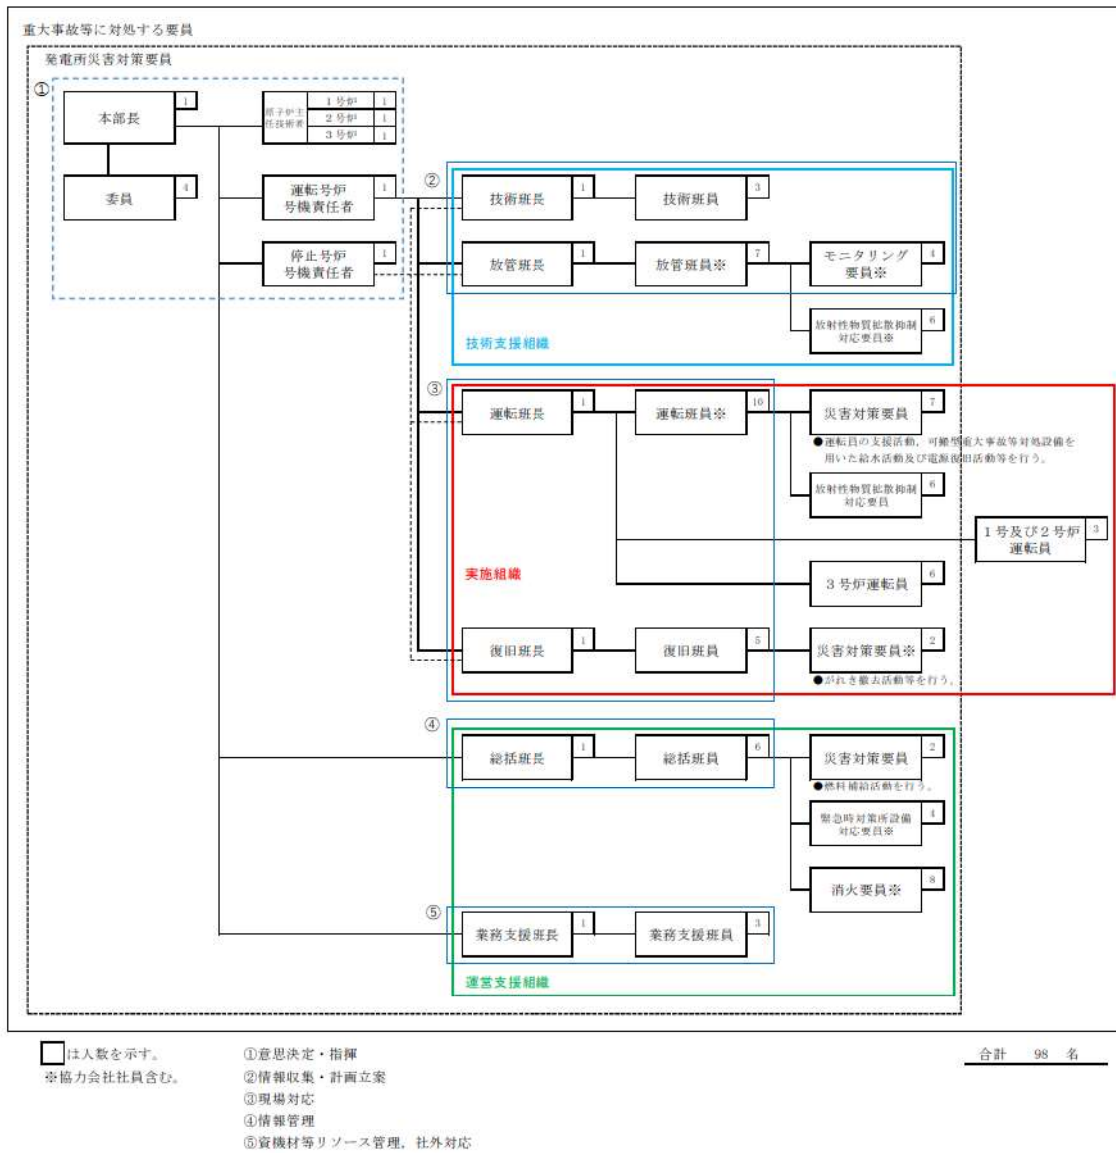 重大事故等に対処する要員
発電所災害対策要員
①
本部長
1
原子炉主
任技術者
1号炉
1
2号炉
1
3号炉
1
委員
4
運転号炉
号機責任者
1
停止号炉
号機責任者
1
②
技術班長
1
技術班員
3
放管班長
1
放管班員※
7
モニタリング
要員※
4
放射性物質拡散抑制
対応要員※
6
技術支援組織
③
運転班長
1
運転班員※
10
災害対策要員
7
●運転員の支援活動，可搬型重大事故等対処設備を
用いた給水活動及び電源復旧活動等を行う。
放射性物質拡散抑制
対応要員
6
1号及び2号炉
運転員
3
実施組織
3号炉運転員
6
復旧班長
1
復旧班員
5
災害対策要員※
2
●がれき撤去活動等を行う。
④
総括班長
1
総括班員
6
災害対策要員
2
●燃料補給活動を行う。
緊急時対策所設備
対応要員※
4
消火要員※
8
⑤
業務支援班長
1
業務支援班員
3
運営支援組織
は人数を示す。
※協力会社社員含む。
①意思決定・指揮
②情報収集・計画立案
③現場対応
④情報管理
⑤資機材等リソース管理，社外対応
合計 98 名